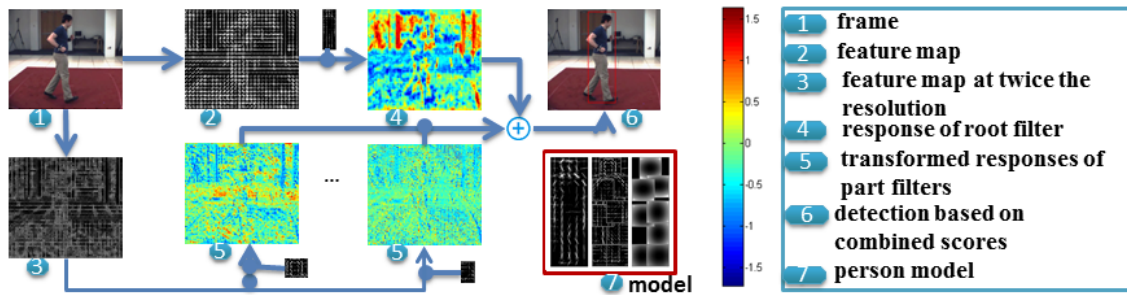 1
2
4
6
3
5
...
5
7 model
1.5
1
0.5
0
-0.5
-1
-1.5
1 frame
2 feature map
3 feature map at twice the
resolution
4 response of root filter
5 transformed responses of
part filters
6 detection based on
combined scores
7 person model